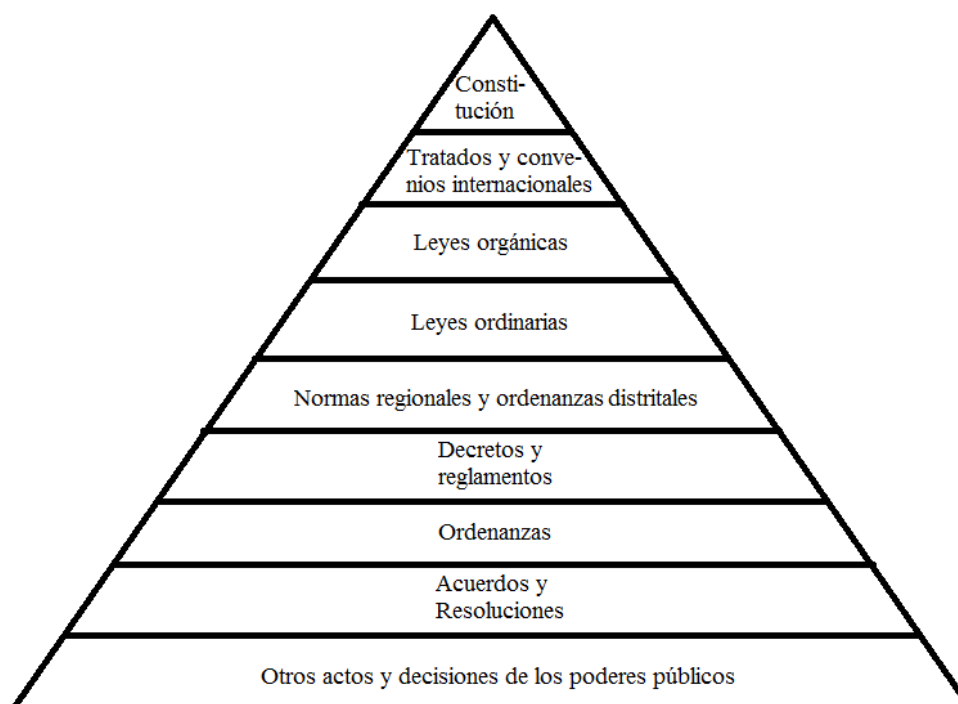 Consti-
tución
Tratados y conve-
nios internacionales
Leyes orgánicas
Leyes ordinarias
Normas regionales y ordenanzas distritales
Decretos y
reglamentos
Ordenanzas
Acuerdos y
Resoluciones
Otros actos y decisiones de los poderes públicos